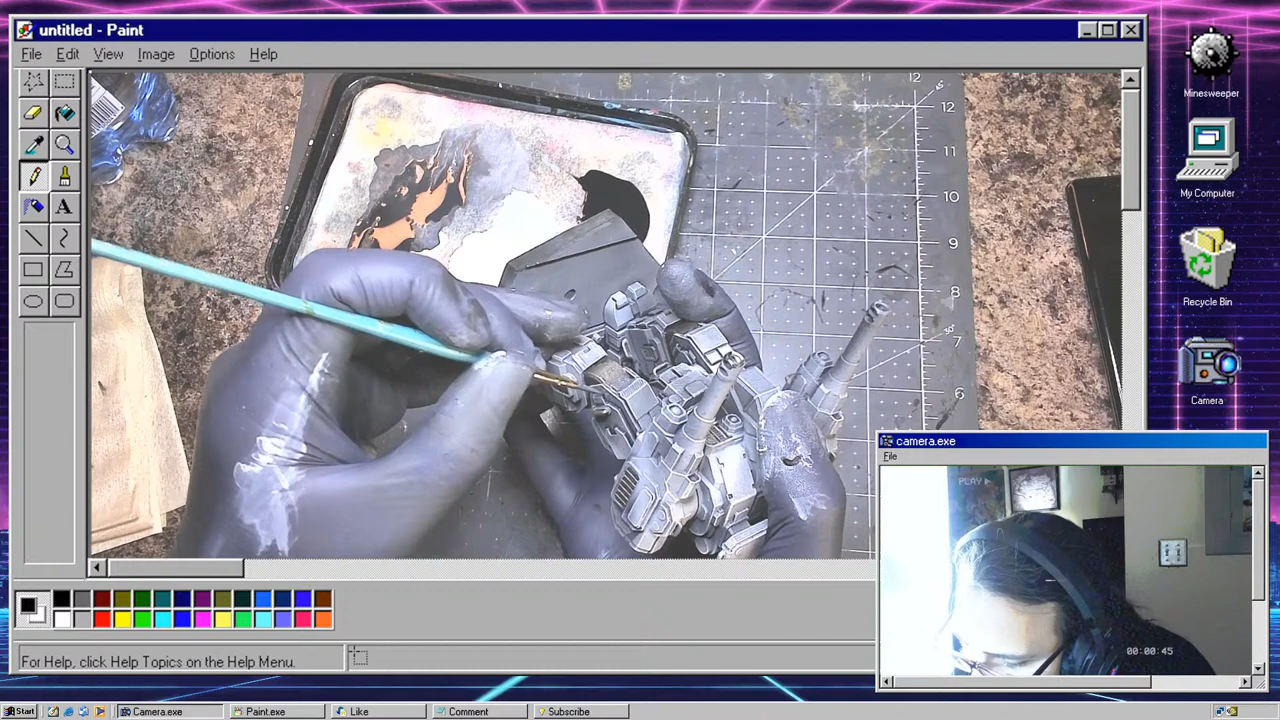 untitled - Paint
File Edit View Image Options Help
12
12
11
10
9
8
7
6
Minesweeper
My Computer
Recycle Bin
Camera
camera.exe
File
PLAY
00:00:45
For Help, click Help Topics on the Help Menu.
Start Camera.exe Paint.exe Like Comment Subscribe